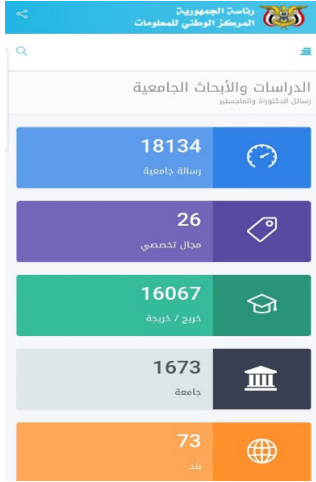 رئاسة الجمهورية
المركز الوطني للمعلومات
الدراسات والأبحاث الجامعية
رسائل الدكتوراة والماجستير
18134
رسالة جامعية
26
مجال تخصصي
16067
خريج / خريجة
1673
جامعة
73
بلد